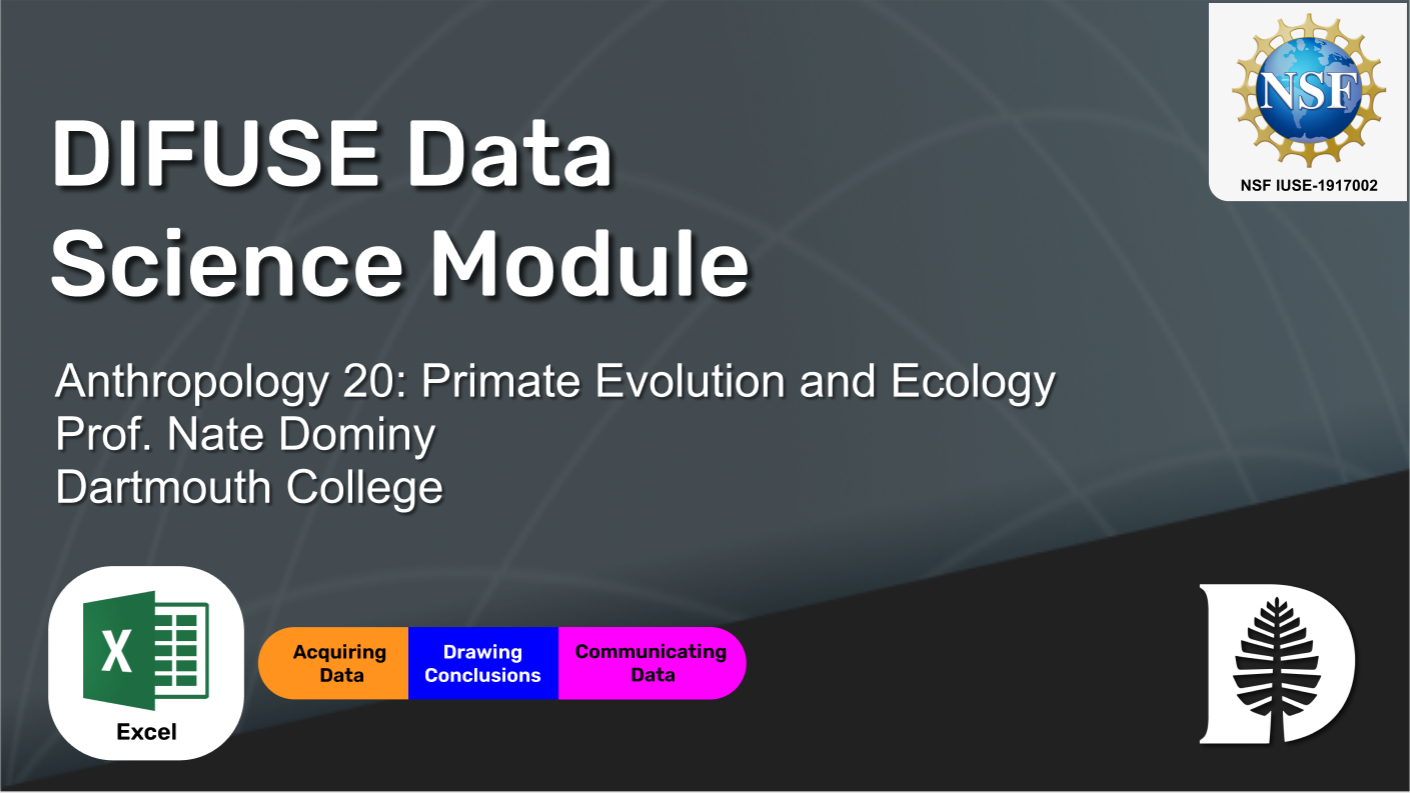 NSF
NSF IUSE-1917002
DIFUSE Data
Science Module
Anthropology 20: Primate Evolution and Ecology
Prof. Nate Dominy
Dartmouth College
X
Excel
Acquiring
Data
Drawing
Conclusions
Communicating
Data
D